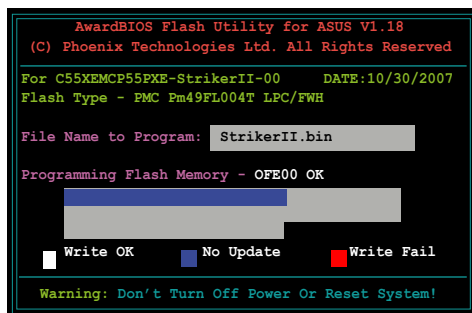 AwardBIOS Flash Utility for ASUS V1.18
(C) Phoenix Technologies Ltd. All Rights Reserved
For C55XEMCP55PXE-StrikerII-00 DATE:10/30/2007
Flash Type - PMC Pm49FL004T LPC/FWH
File Name to Program: StrikerII.bin
Programming Flash Memory - OFE00 OK
Write OK No Update Write Fail
Warning: Don't Turn Off Power Or Reset System!